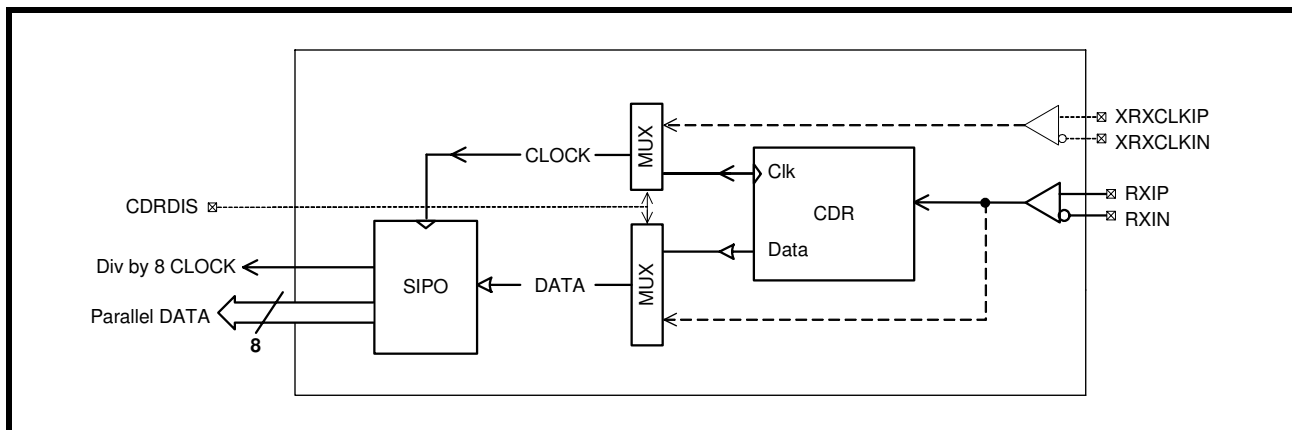 XRXCLKIP
XRXCLKIN
MUX
CLOCK
Clk
CDR
Data
RXIP
RXIN
CDRDIS
Div by 8 CLOCK
SIPO
DATA
MUX
Parallel DATA
8